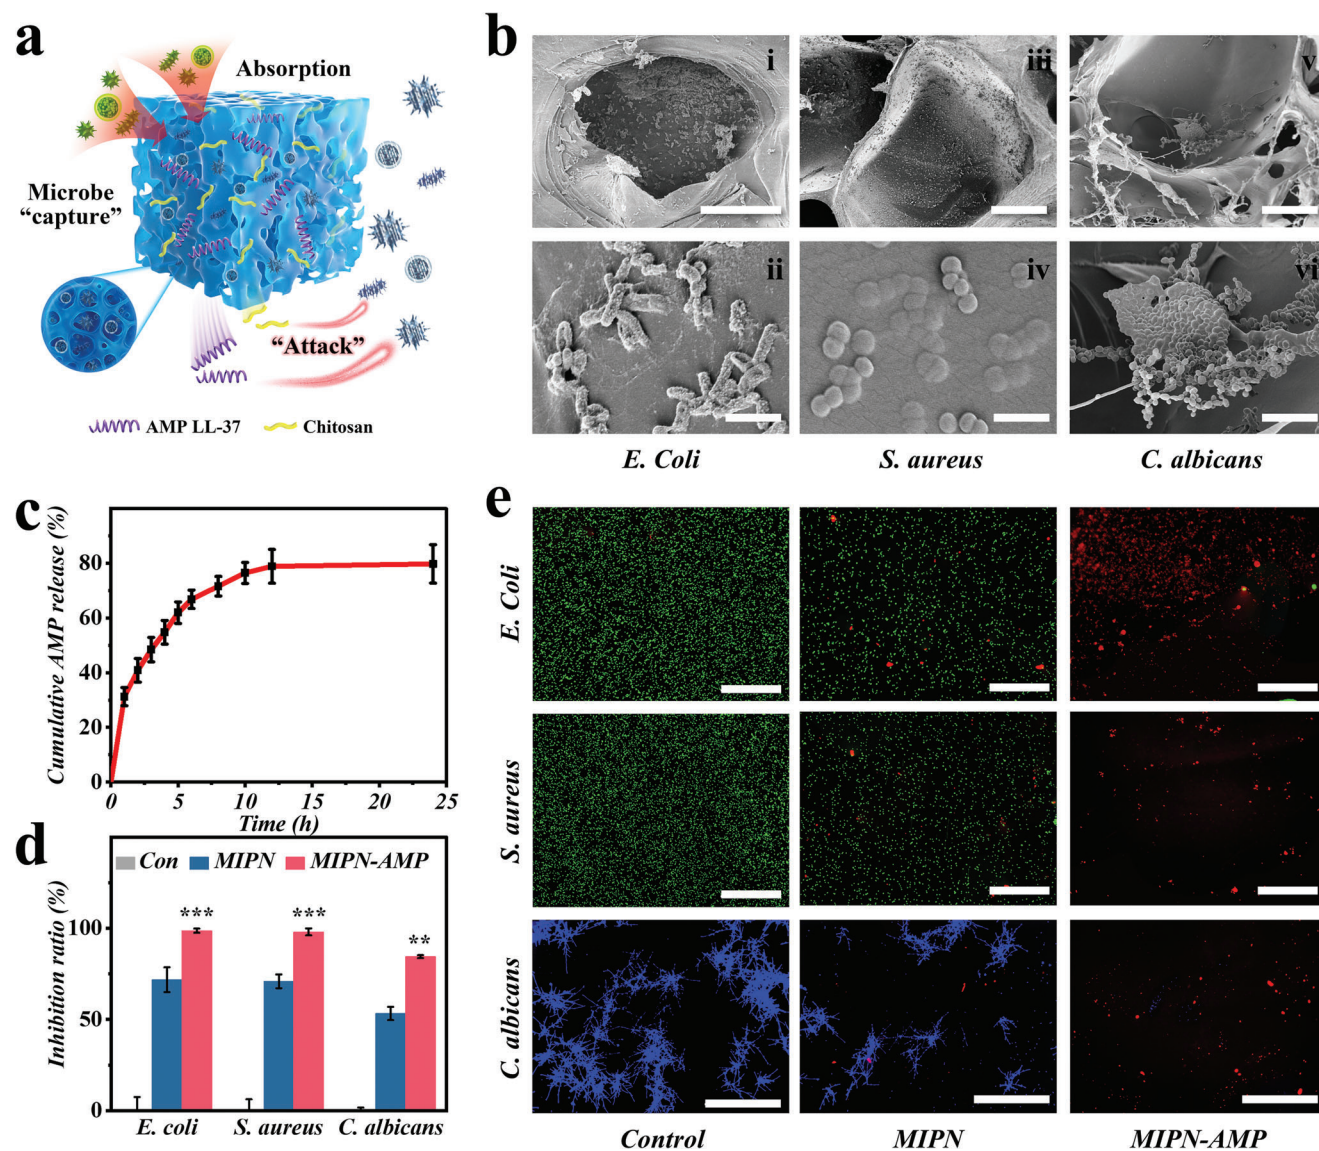 a
Absorption
Microbe
“capture”
“Attack”
AMP LL-37
Chitosan
b
i
iii
v
ii
iv
vi
E. Coli
S. aureus
C. albicans
c
Cumulative AMP release (%)
80
60
40
20
0
0
5
10
15
20
25
Time (h)
d
Con
MIPN
MIPN-AMP
Inhibition ratio (%)
100
50
0
***
***
**
E. coli
S. aureus
C. albicans
e
E. Coli
S. aureus
C. albicans
Control
MIPN
MIPN-AMP